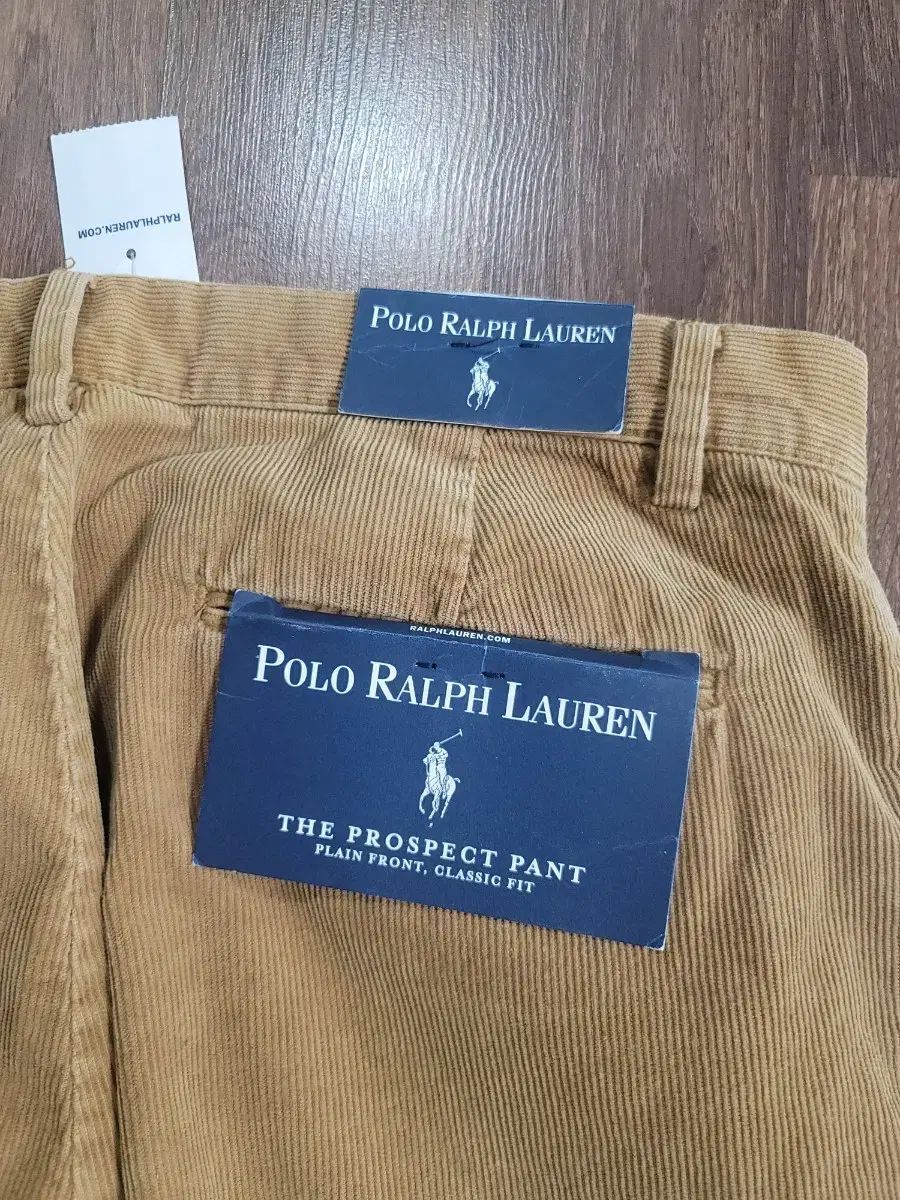 RALPHLAUREN.COM
POLO RALPH LAUREN
RALPHLAUREN.COM
POLO RALPH LAUREN
THE PROSPECT PANT
PLAIN FRONT, CLASSIC FIT